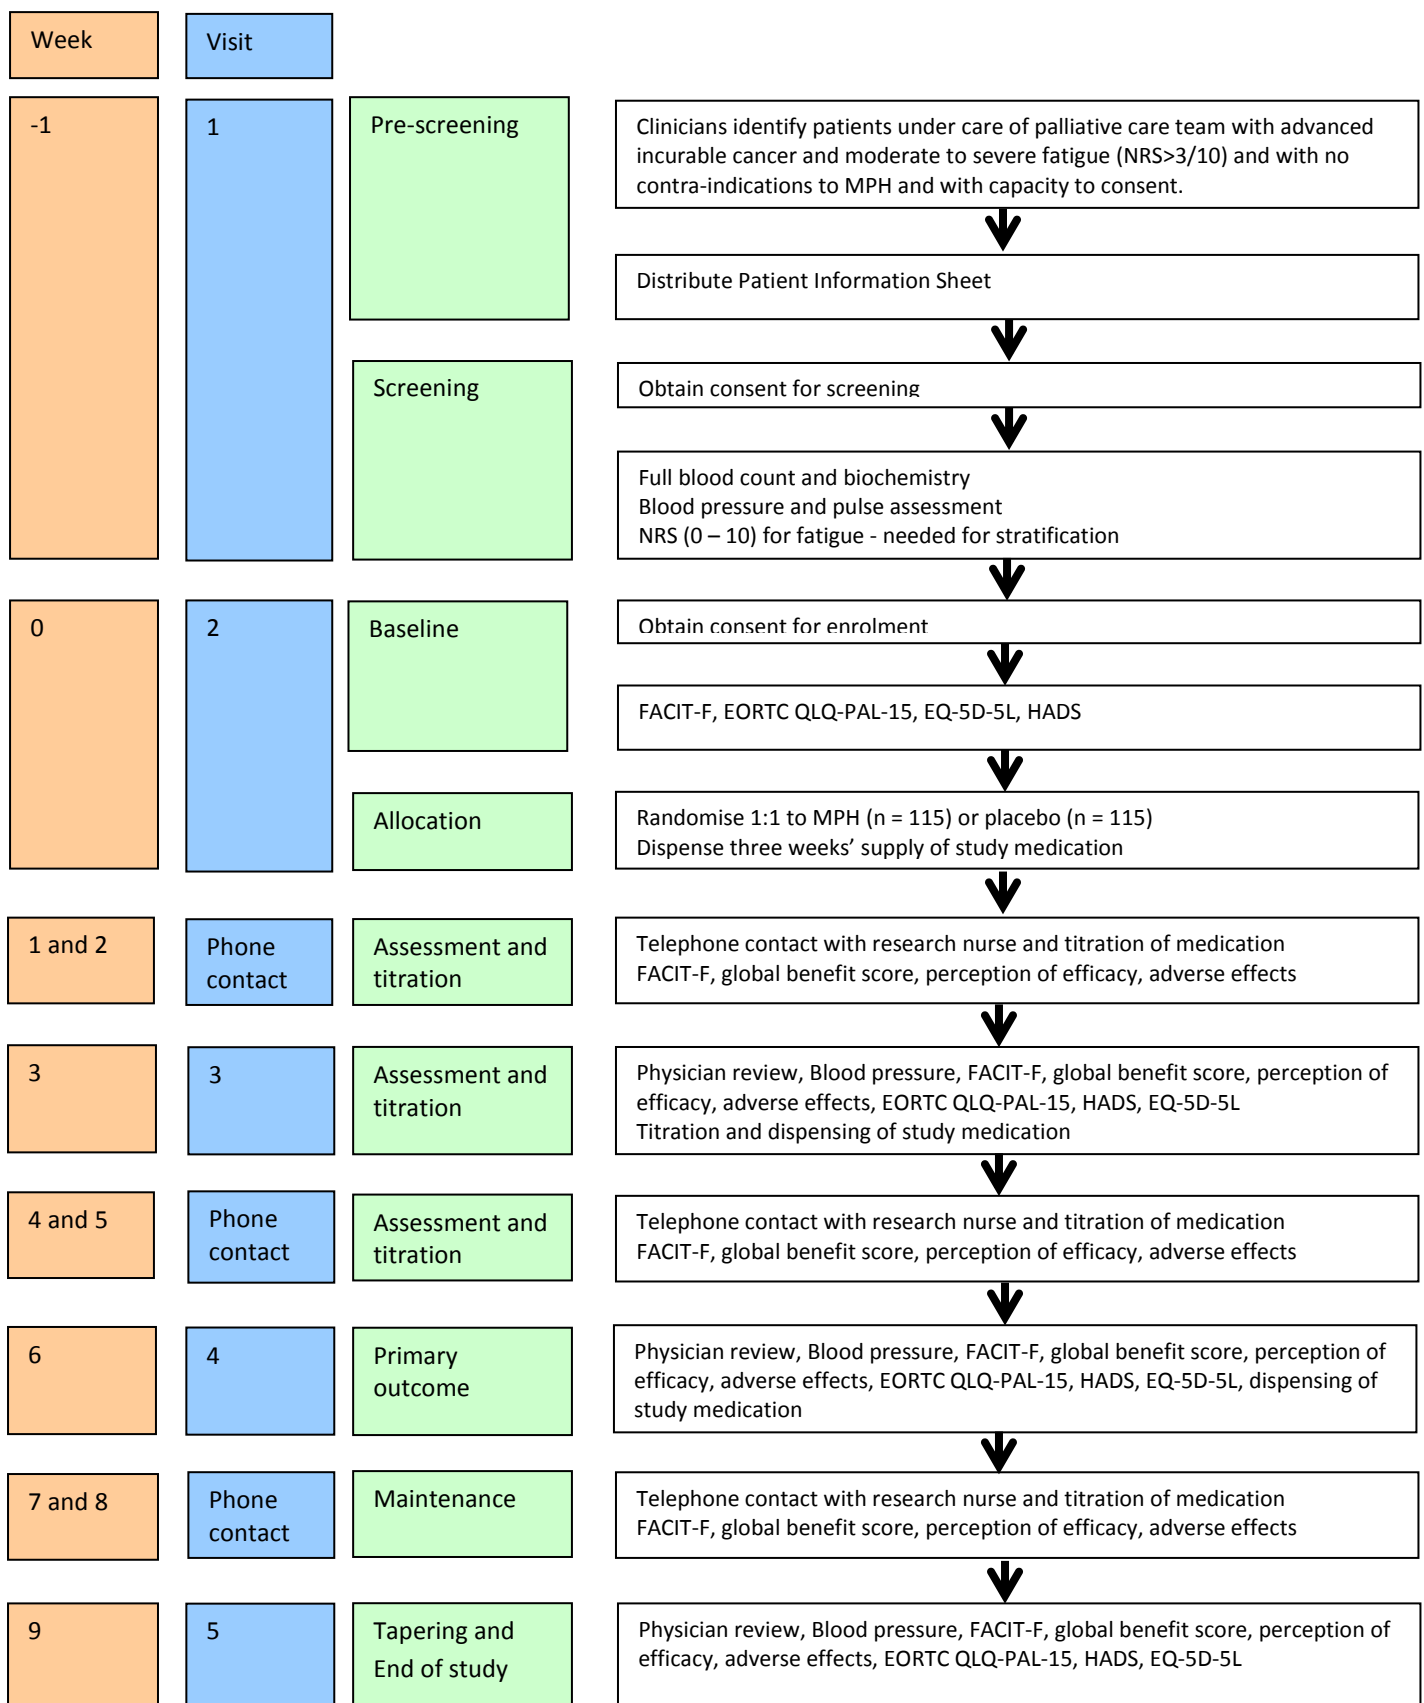 Week
Visit
-1
1
Pre-screening
Clinicians identify patients under care of palliative care team with advanced
incurable cancer and moderate to severe fatigue (NRS>3/10) and with no
contra-indications to MPH and with capacity to consent.
Distribute Patient Information Sheet
Screening
Obtain consent for screening
Full blood count and biochemistry
Blood pressure and pulse assessment
NRS (0 – 10) for fatigue - needed for stratification
0
2
Baseline
Obtain consent for enrolment
FACIT-F, EORTC QLQ-PAL-15, EQ-5D-5L, HADS
Allocation
Randomise 1:1 to MPH (n = 115) or placebo (n = 115)
Dispense three weeks’ supply of study medication
1 and 2
Phone
contact
Assessment and
titration
Telephone contact with research nurse and titration of medication
FACIT-F, global benefit score, perception of efficacy, adverse effects
3
3
Assessment and
titration
Physician review, Blood pressure, FACIT-F, global benefit score, perception of
efficacy, adverse effects, EORTC QLQ-PAL-15, HADS, EQ-5D-5L
Titration and dispensing of study medication
4 and 5
Phone
contact
Assessment and
titration
Telephone contact with research nurse and titration of medication
FACIT-F, global benefit score, perception of efficacy, adverse effects
6
4
Primary
outcome
Physician review, Blood pressure, FACIT-F, global benefit score, perception of
efficacy, adverse effects, EORTC QLQ-PAL-15, HADS, EQ-5D-5L, dispensing of
study medication
7 and 8
Phone
contact
Maintenance
Telephone contact with research nurse and titration of medication
FACIT-F, global benefit score, perception of efficacy, adverse effects
9
5
Tapering and
End of study
Physician review, Blood pressure, FACIT-F, global benefit score, perception of
efficacy, adverse effects, EORTC QLQ-PAL-15, HADS, EQ-5D-5L